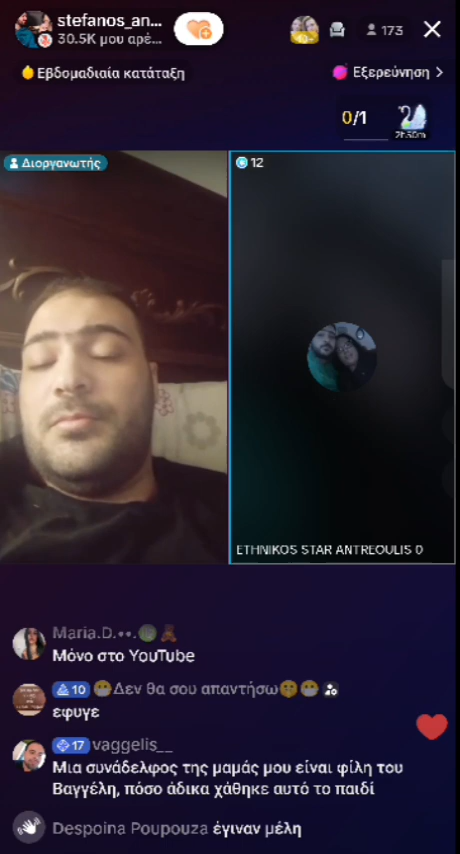 stefanos_an...
30.5K μου αρέ...
173
Εβδομαδιαία κατάταξη
Εξερεύνηση
0/1
2h30m
Διοργανωτής
12
ETHNIKOS STAR ANTREOULIS 0
Maria.D.••.
Μόνο στο YouTube
10 Δεν θα σου απαντήσω
εφυγε
17 vaggelis__
Μια συνάδελφος της μαμάς μου είναι φίλη του
Βαγγέλη, πόσο άδικα χάθηκε αυτό το παιδί
Despoina Poupouza έγιναν μέλη